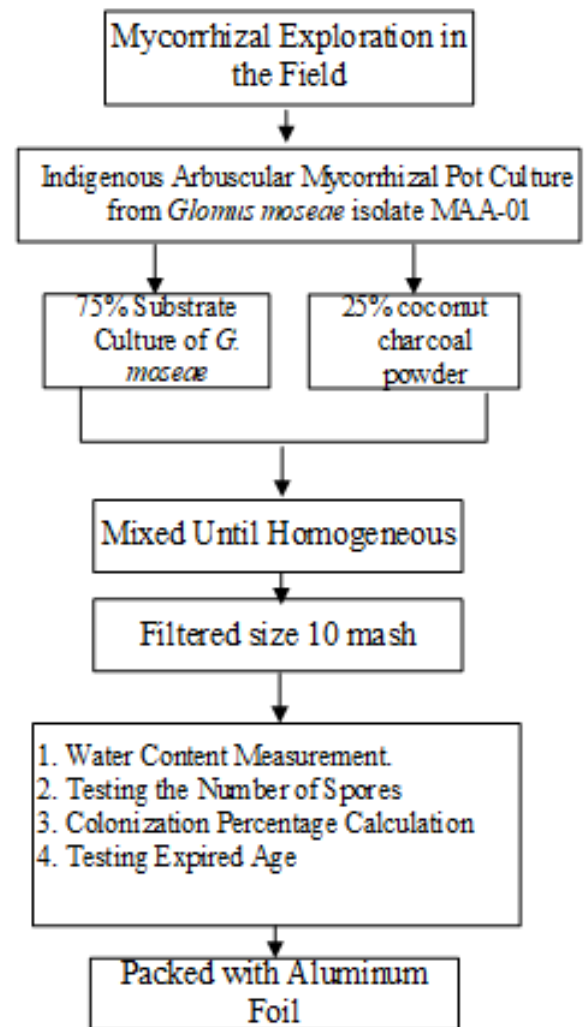 Mycorrhizal Exploration in
the Field
Indigenous Arbuscular Mycorrhizal Pot Culture
from Glomus moseae isolate MAA-01
75% Substrate
Culture of G.
moseae
25% coconut
charcoal
powder
Mixed Until Homogeneous
Filtered size 10 mash
1. Water Content Measurement.
2. Testing the Number of Spores
3. Colonization Percentage Calculation
4. Testing Expired Age
Packed with Aluminum
Foil